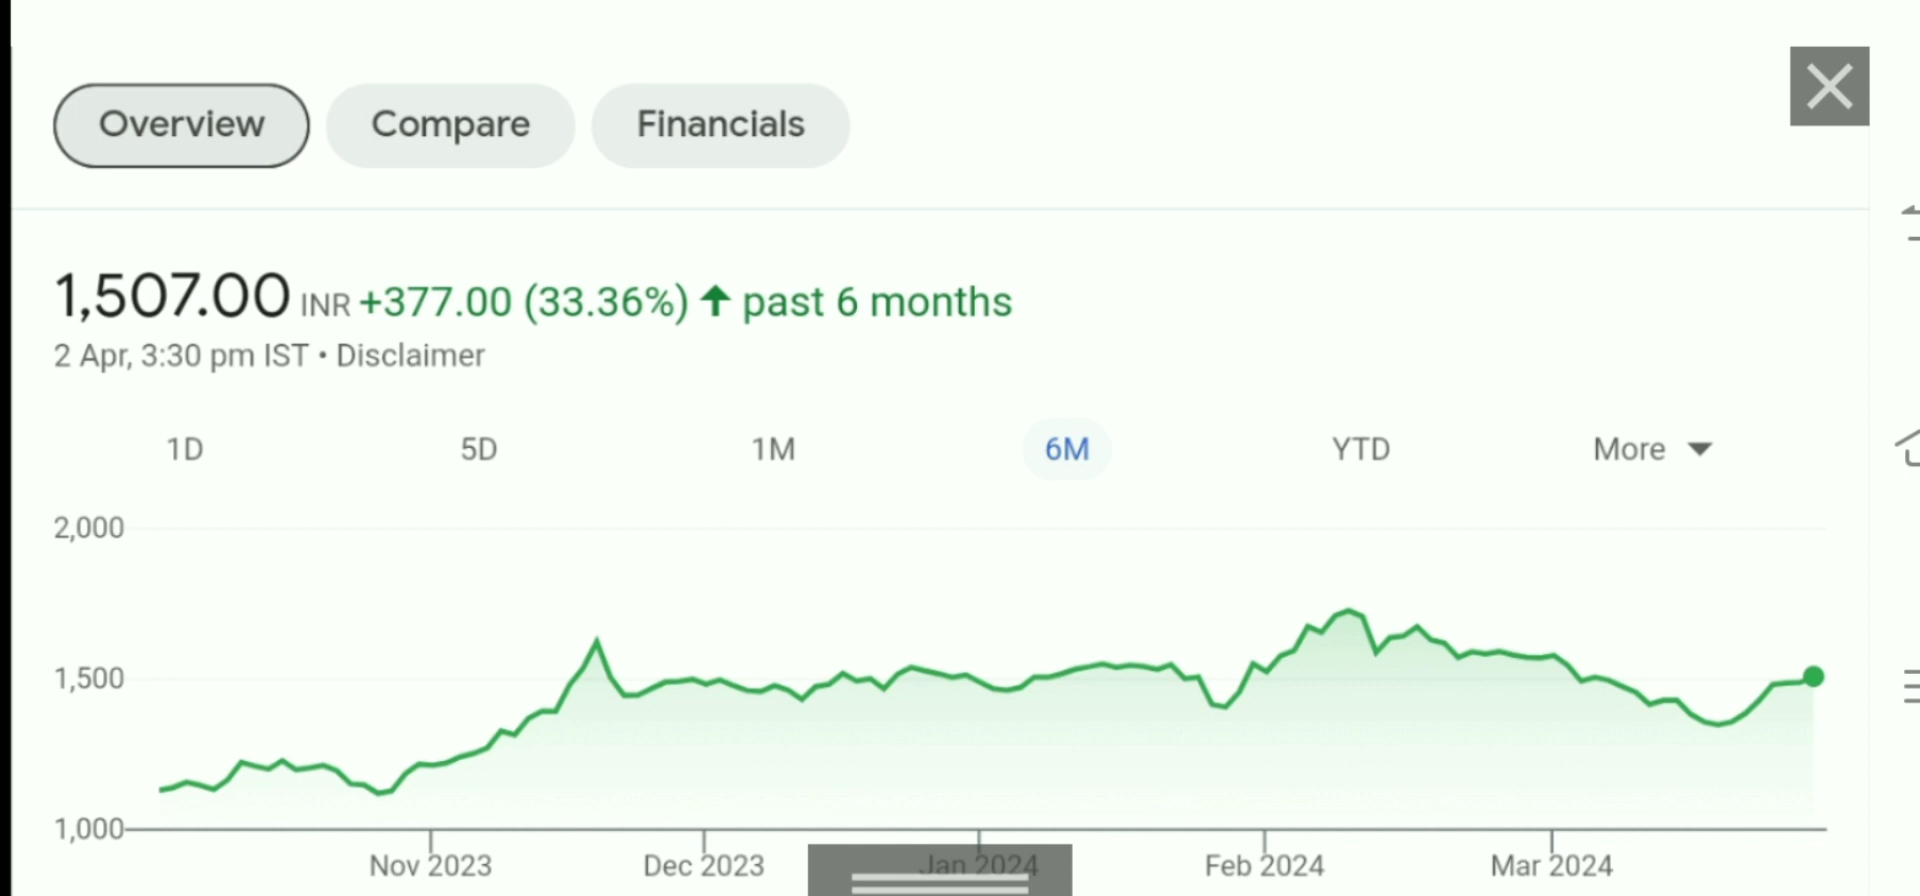 Overview Compare Financials
1,507.00 INR +377.00 (33.36%) ↑ past 6 months
2 Apr, 3:30 pm IST • Disclaimer
1D 5D 1M 6M YTD More
2,000
1,500
1,000
Nov 2023 Dec 2023 Jan 2024 Feb 2024 Mar 2024